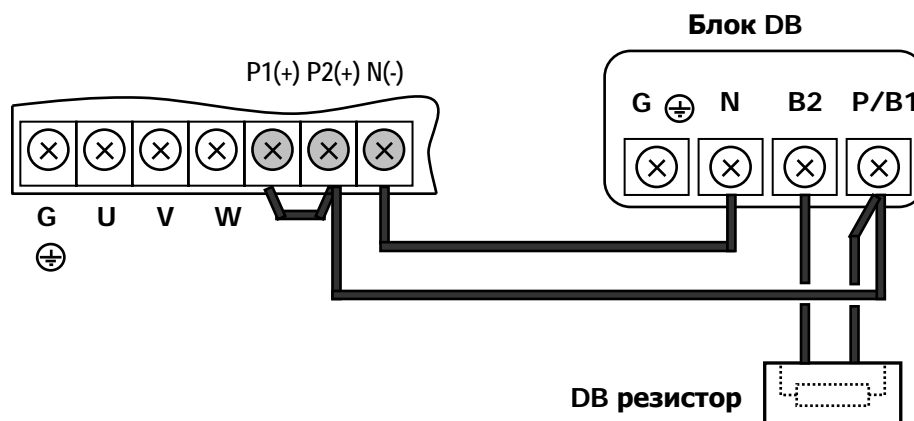 Блок DB
P1(+) P2(+) N(-)
G N B2 P/B1
G U V W
DB резистор